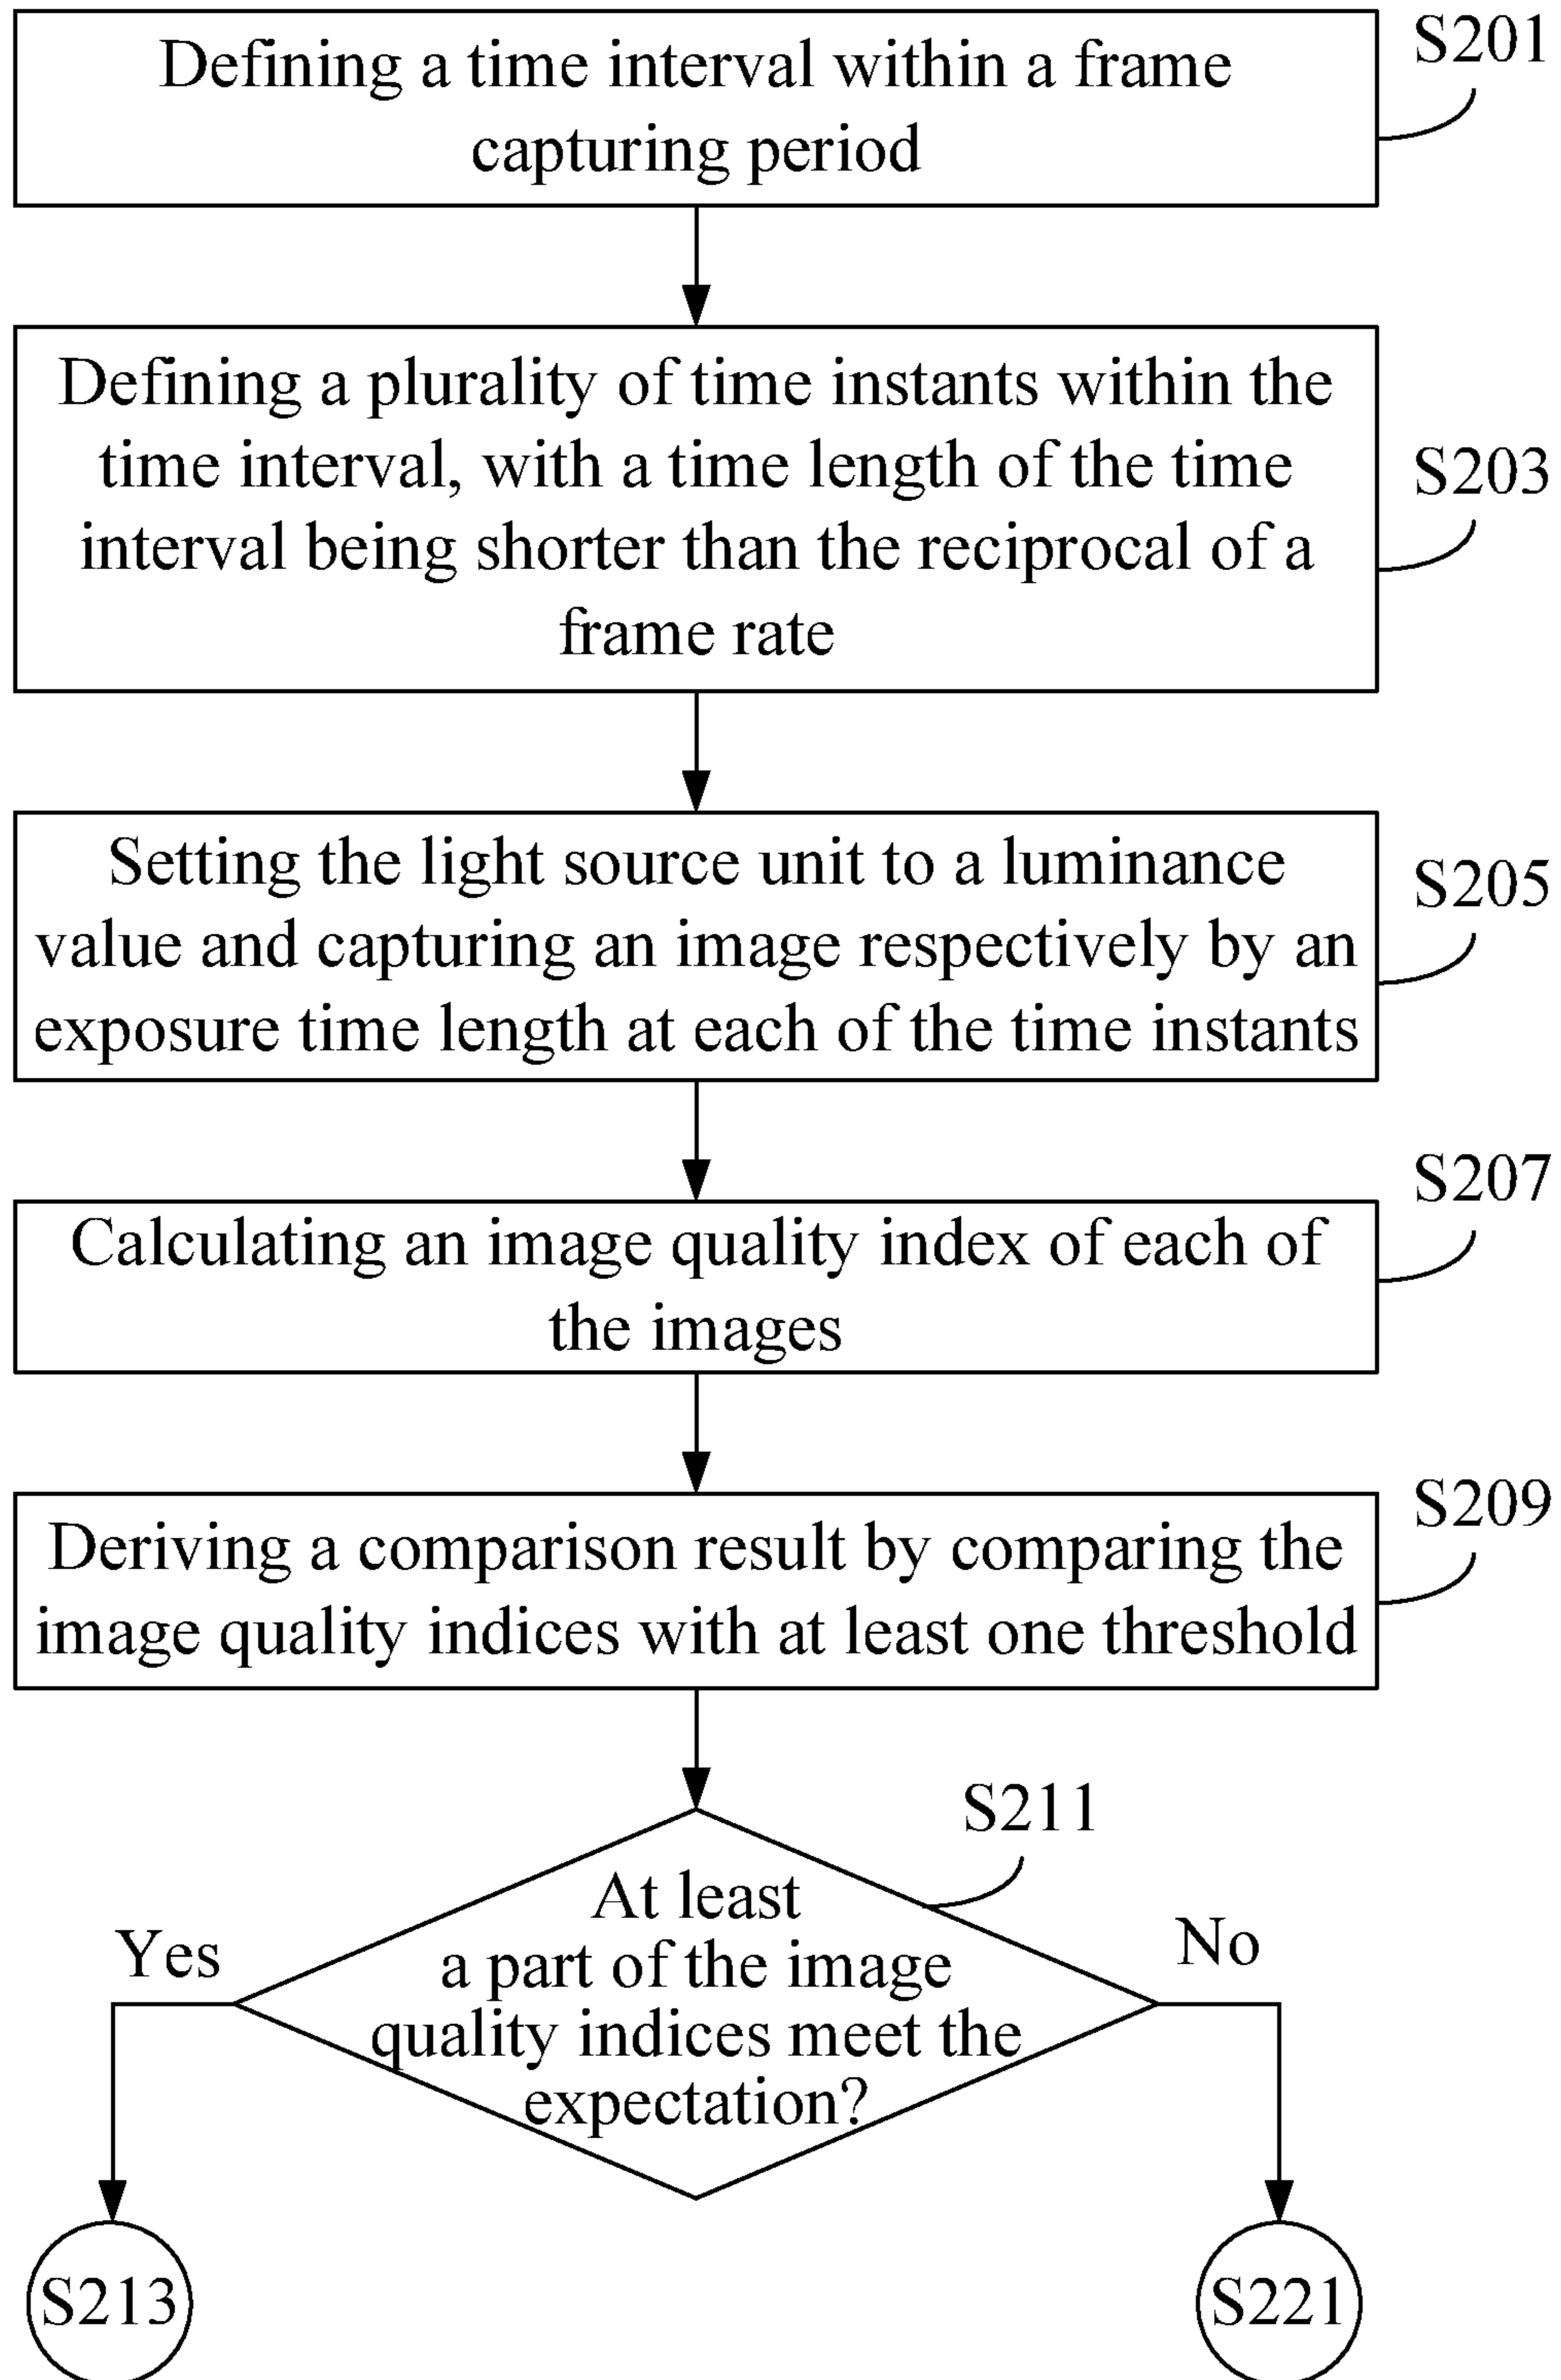 Defining a time interval within a frame
capturing period
S201
Defining a plurality of time instants within the
time interval, with a time length of the time
interval being shorter than the reciprocal of a
frame rate
S203
Setting the light source unit to a luminance
value and capturing an image respectively by an
exposure time length at each of the time instants
S205
Calculating an image quality index of each of
the images
S207
Deriving a comparison result by comparing the
image quality indices with at least one threshold
S209
S211
At least
a part of the image
quality indices meet the
expectation?
Yes
No
S213
S221